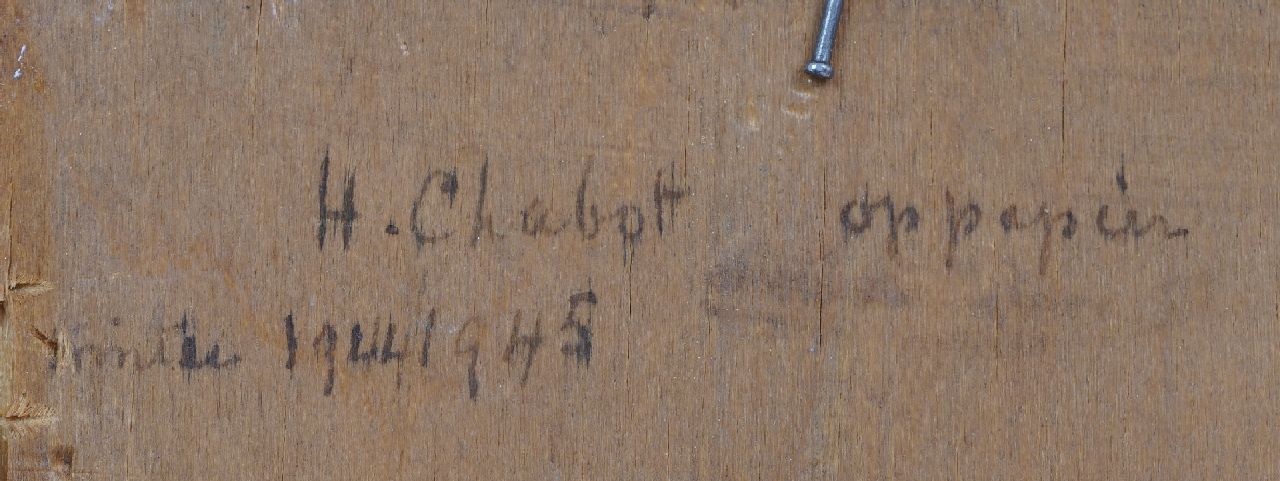 H. Chabot op papier
winter 1944 1945